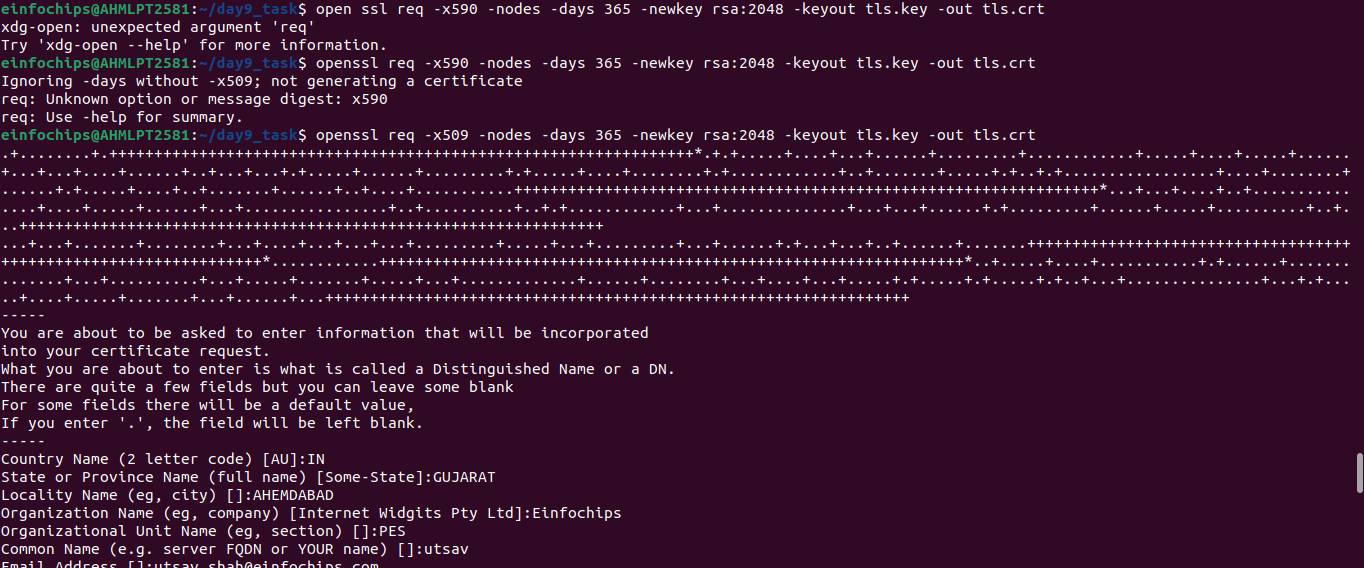 einfochips@AHMLPT2581:~/day9_task$ open ssl req -x590 -nodes -days 365 -newkey rsa:2048 -keyout tls.key -out tls.crt
xdg-open: unexpected argument 'req'
Try 'xdg-open --help' for more information.
einfochips@AHMLPT2581:~/day9_task$ openssl req -x590 -nodes -days 365 -newkey rsa:2048 -keyout tls.key -out tls.crt
Ignoring -days without -x509; not generating a certificate
req: Unknown option or message digest: x590
req: Use -help for summary.
einfochips@AHMLPT2581:~/day9_task$ openssl req -x509 -nodes -days 365 -newkey rsa:2048 -keyout tls.key -out tls.crt
-----
You are about to be asked to enter information that will be incorporated
into your certificate request.
What you are about to enter is what is called a Distinguished Name or a DN.
There are quite a few fields but you can leave some blank
For some fields there will be a default value,
If you enter '.', the field will be left blank.
-----
Country Name (2 letter code) [AU]:IN
State or Province Name (full name) [Some-State]:GUJARAT
Locality Name (eg, city) []:AHEMDABAD
Organization Name (eg, company) [Internet Widgits Pty Ltd]:Einfochips
Organizational Unit Name (eg, section) []:PES
Common Name (e.g. server FQDN or YOUR name) []:utsav
Email Address []:utsav.shah@einfochips.com